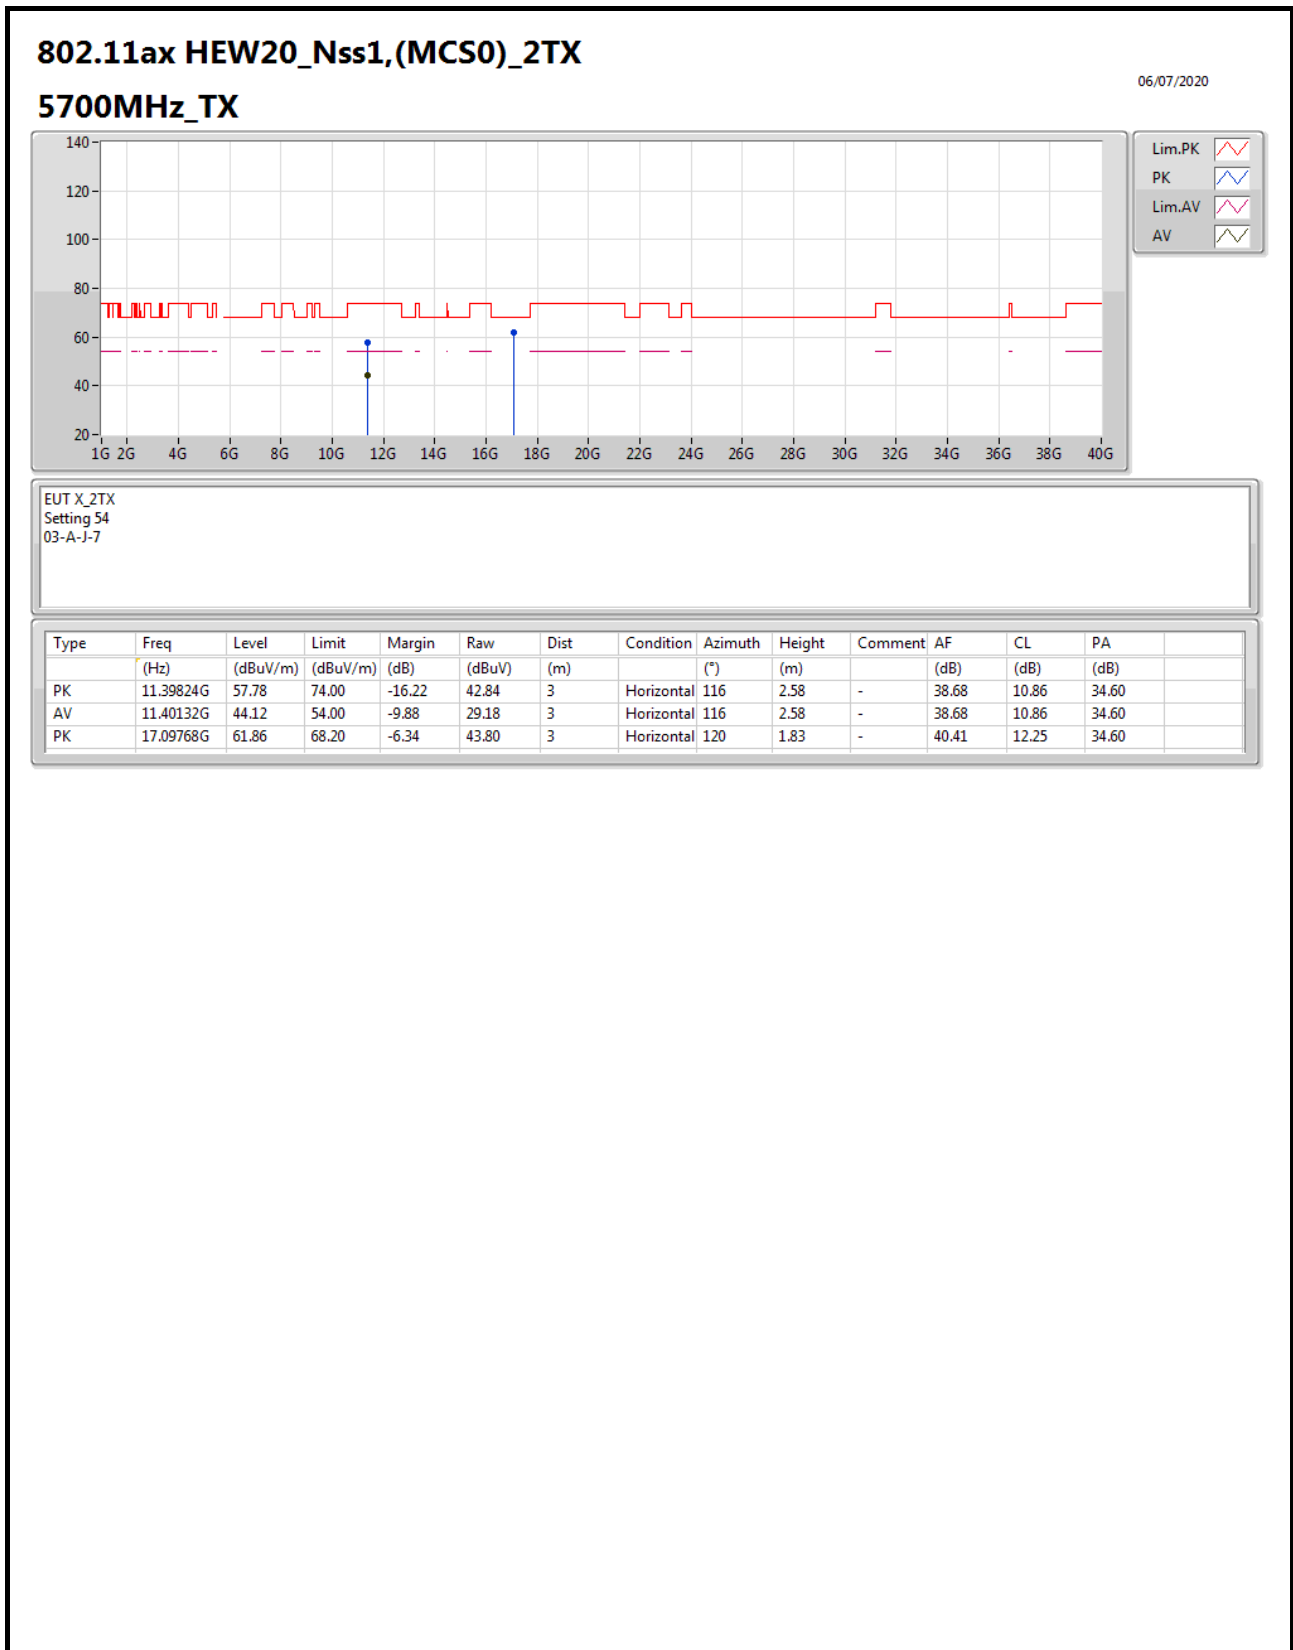 802.11ax HEW20_Nss1,(MCS0)_2TX
06/07/2020
5700MHz_TX
140
120
100
80
60
40
20
1G 2G 4G 6G 8G 10G 12G 14G 16G 18G 20G 22G 24G 26G 28G 30G 32G 34G 36G 38G 40G
Lim.PK
PK
Lim.AV
AV
EUT X_2TX
Setting 54
03-A-J-7
Type Freq Level Limit Margin Raw Dist Condition Azimuth Height Comment AF CL PA
(Hz) (dBuV/m) (dBuV/m) (dB) (dBuV) (m) (°) (m) (dB) (dB) (dB)
PK 11.39824G 57.78 74.00 -16.22 42.84 3 Horizontal 116 2.58 - 38.68 10.86 34.60
AV 11.40132G 44.12 54.00 -9.88 29.18 3 Horizontal 116 2.58 - 38.68 10.86 34.60
PK 17.09768G 61.86 68.20 -6.34 43.80 3 Horizontal 120 1.83 - 40.41 12.25 34.60